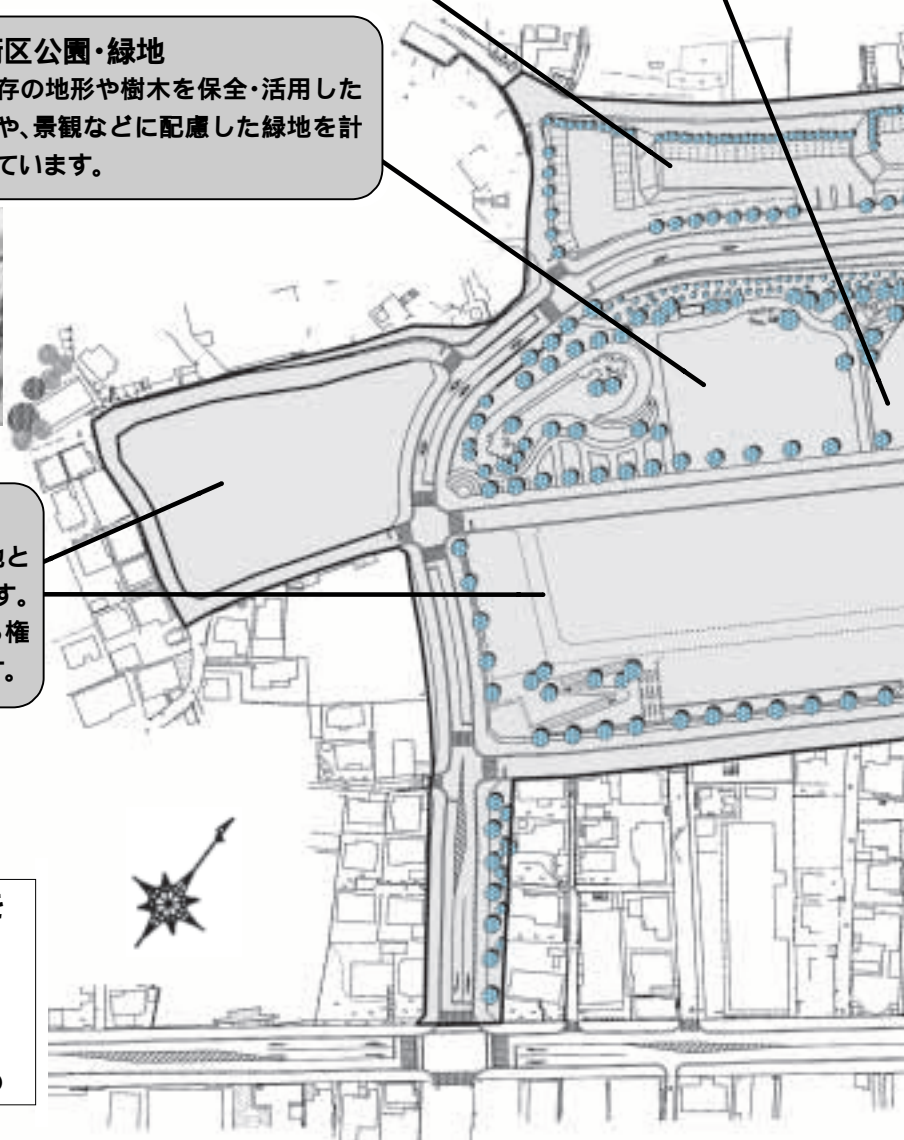 区公園・緑地
存の地形や樹木を保全・活用した
や、景観などに配慮した緑地を計
ています。
地と
す。
権
す。